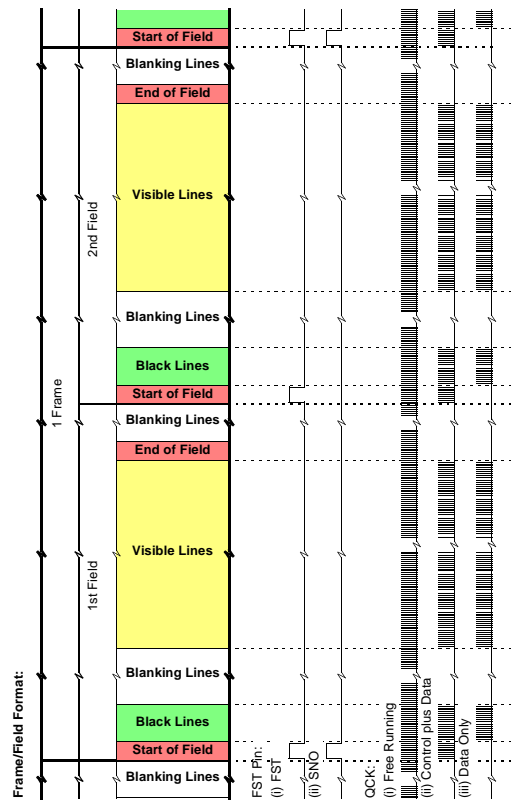 Start of Field
Blanking Lines
End of Field
Visible Lines
2nd Field
Blanking Lines
Black Lines
Start of Field
1 Frame
Blanking Lines
End of Field
Visible Lines
1st Field
Blanking Lines
Black Lines
Start of Field
Blanking Lines
Frame/Field Format:
FST Pin:
(i) FST
(ii) SNO
QCK:
(i) Free Running
(ii) Control plus Data
(iii) Data Only